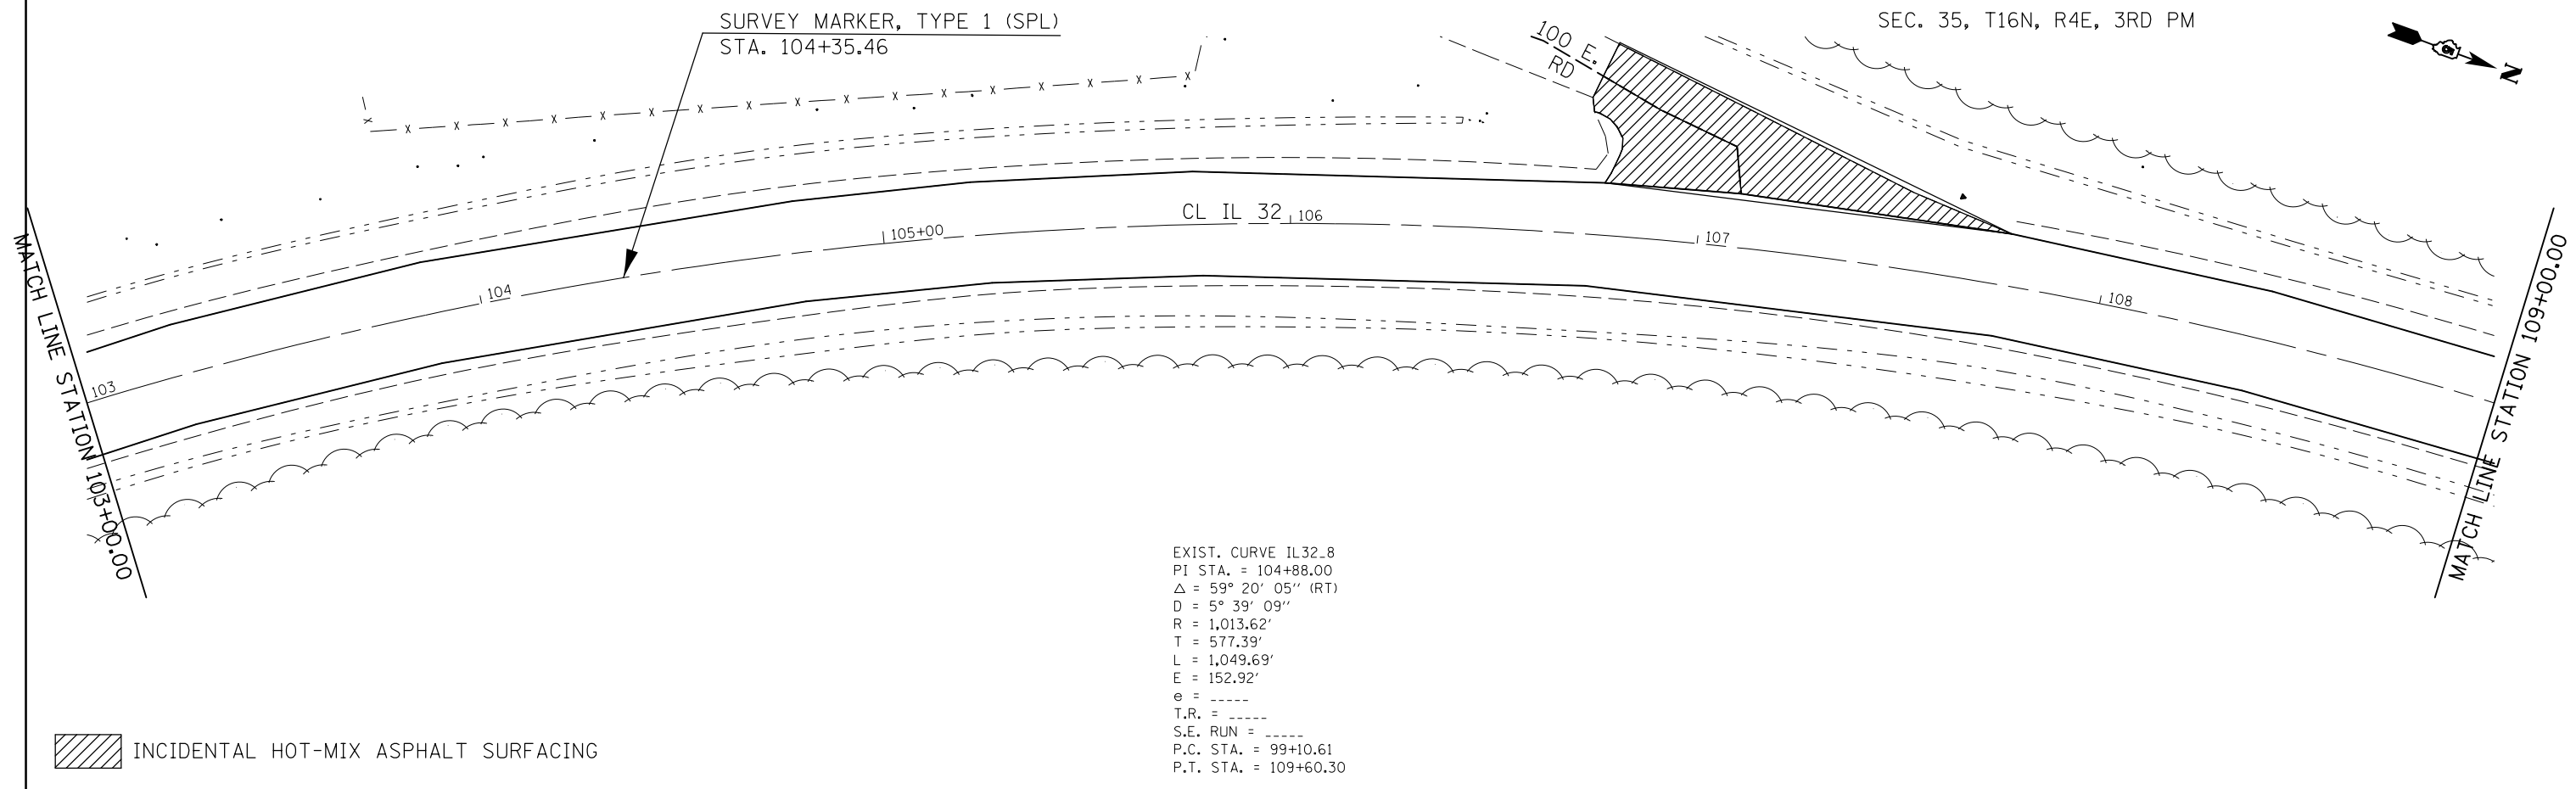 SURVEY MARKER, TYPE 1 (SPL)
STA. 104+35.46
SEC. 35, T16N, R4E, 3RD PM
N
100 E.
RD
CL IL 32
103
104
105+00
106
107
108
MATCH LINE STATION 103+00.00
MATCH LINE STATION 109+00.00
EXIST. CURVE IL32_8
PI STA. = 104+88.00
△ = 59° 20' 05'' (RT)
D = 5° 39' 09''
R = 1,013.62'
T = 577.39'
L = 1,049.69'
E = 152.92'
e = _____
T.R. = _____
S.E. RUN = _____
P.C. STA. = 99+10.61
P.T. STA. = 109+60.30
INCIDENTAL HOT-MIX ASPHALT SURFACING